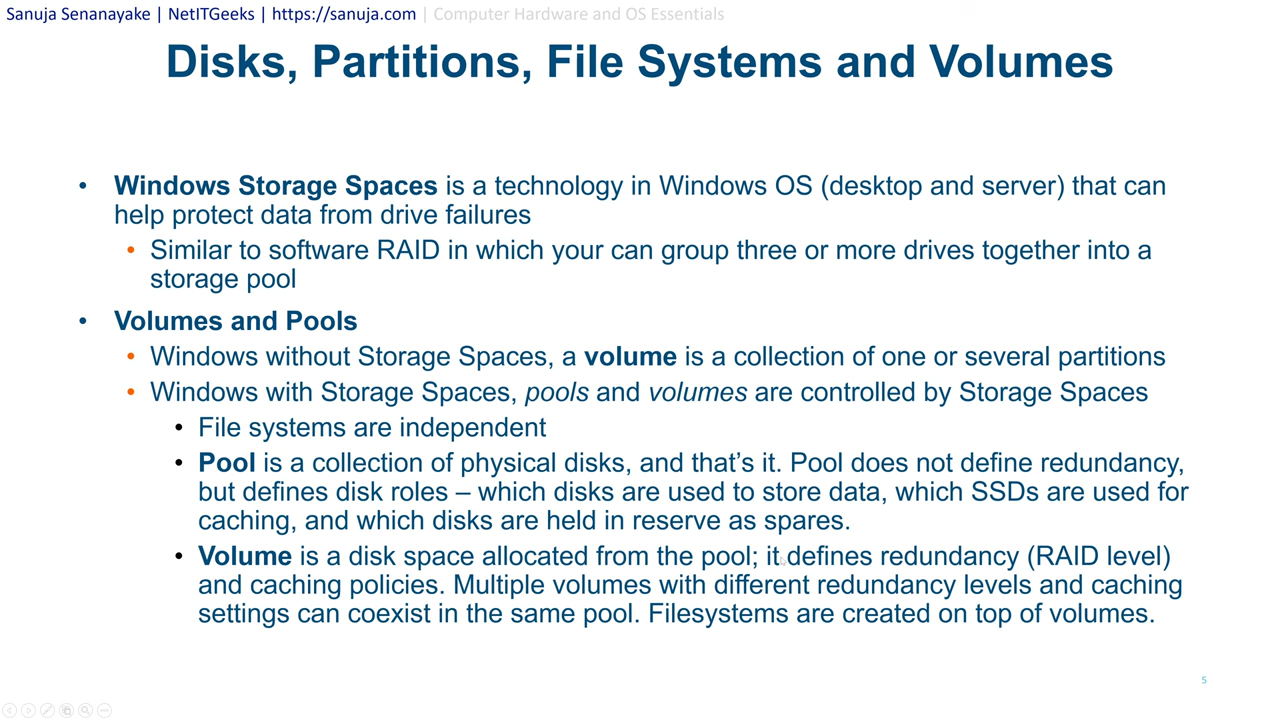 Sanuja Senanayake | NetITGeeks | https://sanuja.com | Computer Hardware and OS Essentials
Disks, Partitions, File Systems and Volumes
• Windows Storage Spaces is a technology in Windows OS (desktop and server) that can
help protect data from drive failures
• Similar to software RAID in which your can group three or more drives together into a
storage pool
• Volumes and Pools
• Windows without Storage Spaces, a volume is a collection of one or several partitions
• Windows with Storage Spaces, pools and volumes are controlled by Storage Spaces
• File systems are independent
• Pool is a collection of physical disks, and that’s it. Pool does not define redundancy,
but defines disk roles – which disks are used to store data, which SSDs are used for
caching, and which disks are held in reserve as spares.
• Volume is a disk space allocated from the pool; it defines redundancy (RAID level)
and caching policies. Multiple volumes with different redundancy levels and caching
settings can coexist in the same pool. Filesystems are created on top of volumes.
5